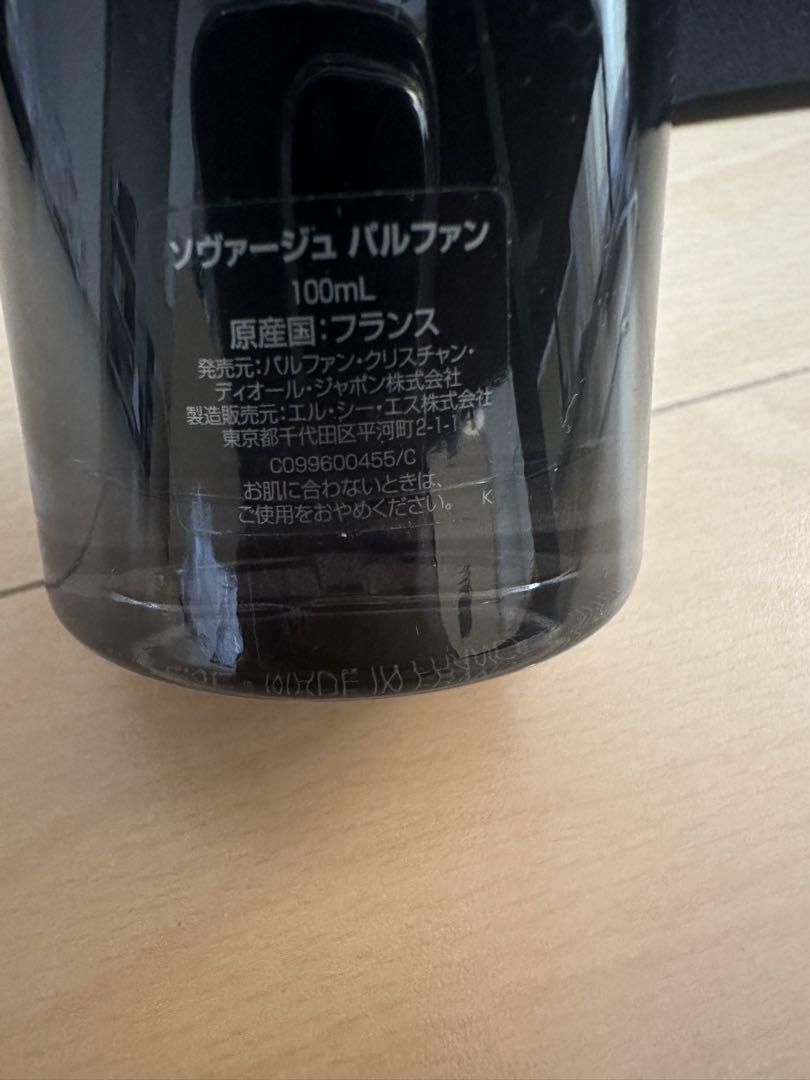 ソヴァージュ パルファン
100mL
原産国:フランス
発売元:パルファン・クリスチャン・
ディオール・ジャポン株式会社
製造販売元:エル・シー・エス株式会社
東京都千代田区平河町2-1-1
C099600455/C
お肌に合わないときは、
ご使用をおやめください。 K
MADE IN FRANCE